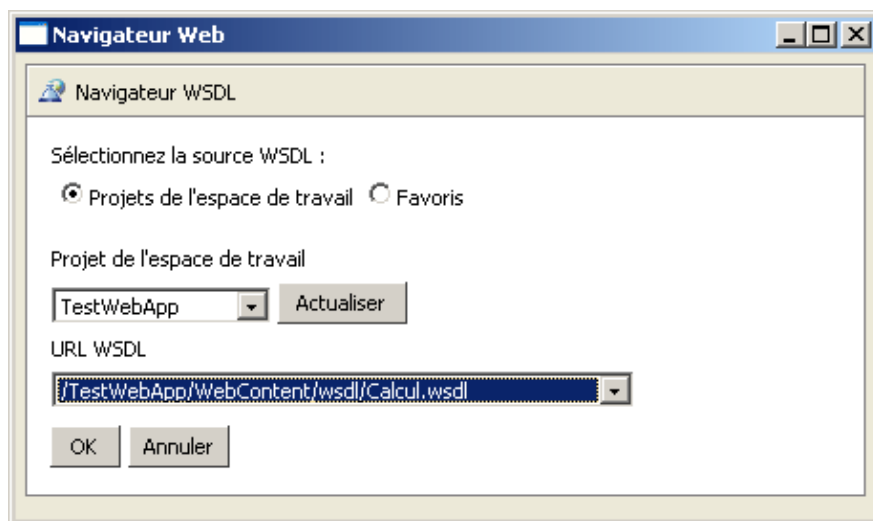 Navigateur Web
Navigateur WSDL
Sélectionnez la source WSDL :
Projets de l'espace de travail Favoris
Projet de l'espace de travail
TestWebApp Actualiser
URL WSDL
/TestWebApp/WebContent/wsdl/Calcul.wsdl
OK Annuler